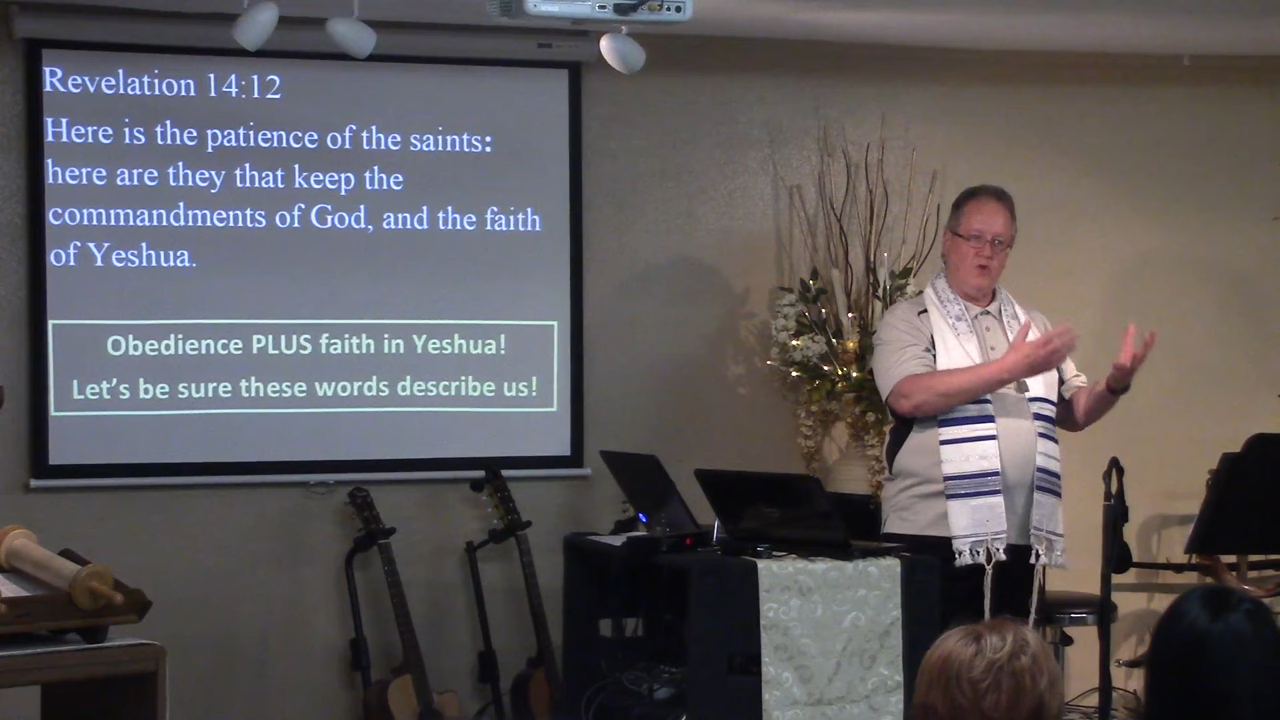 Revelation 14:12
Here is the patience of the saints:
here are they that keep the
commandments of God, and the faith
of Yeshua.
Obedience PLUS faith in Yeshua!
Let's be sure these words describe us!